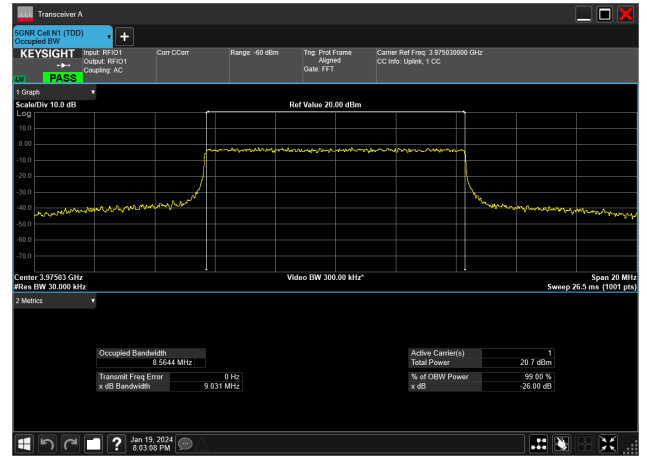 Transceiver A
5GNR Cell N1 (TDD)
Occupied BW
KEYSIGHT
LNI
PASS
Input: RFIO1
Output: RFIO1
Coupling: AC
Corr CCorr
Range: -60 dBm
Trig: Prot Frame
Aligned
Gate: FFT
Carrier Ref Freq: 3.975030000 GHz
CC Info: Uplink, 1 CC
1 Graph
Scale/Div 10.0 dB
Ref Value 20.00 dBm
Log
10.0
0.00
-10.0
-20.0
-30.0
-40.0
-50.0
-60.0
-70.0
Center 3.97503 GHz
Video BW 300.00 kHz*
Span 20 MHz
#Res BW 30.000 kHz
Sweep 26.5 ms (1001 pts)
2 Metrics
Occupied Bandwidth
8.5644 MHz
Active Carrier(s) 1
Total Power 20.7 dBm
Transmit Freq Error 0 Hz
x dB Bandwidth 9.031 MHz
% of OBW Power 99.00 %
x dB -26.00 dB
Jan 19, 2024
8:03:08 PM